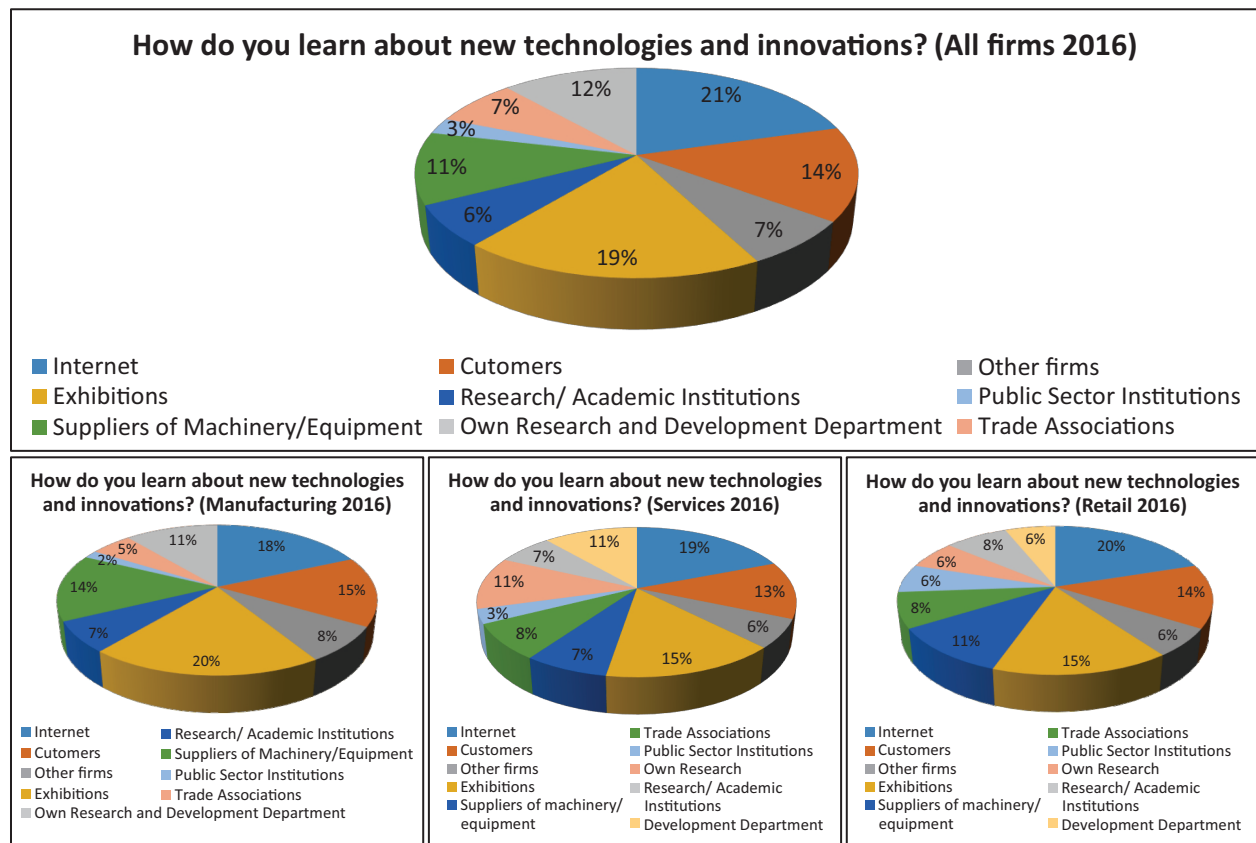 How do you learn about new technologies and innovations? (All firms 2016)
12%
21%
7%
3%
11%
14%
6%
7%
19%
Internet
Cutomers
Other firms
Exhibitions
Research/ Academic Institutions
Public Sector Institutions
Suppliers of Machinery/Equipment
Own Research and Development Department
Trade Associations
How do you learn about new technologies
and innovations? (Manufacturing 2016)
11%
18%
5%
2%
14%
15%
7%
8%
20%
Internet
Research/ Academic Institutions
Cutomers
Suppliers of Machinery/Equipment
Other firms
Public Sector Institutions
Exhibitions
Trade Associations
Own Research and Development Department
How do you learn about new technologies
and innovations? (Services 2016)
11%
19%
7%
11%
13%
3%
8%
6%
7%
15%
Internet
Trade Associations
Customers
Public Sector Institutions
Other firms
Own Research
Exhibitions
Research/ Academic
Institutions
Suppliers of machinery/
equipment
Development Department
How do you learn about new technologies
and innovations? (Retail 2016)
6%
20%
8%
6%
6%
14%
8%
6%
11%
15%
Internet
Trade Associations
Customers
Public Sector Institutions
Other firms
Own Research
Exhibitions
Research/ Academic
Institutions
Suppliers of machinery/
equipment
Development Department